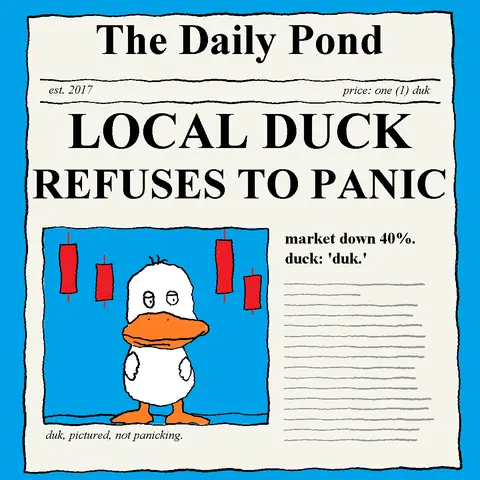 The Daily Pond
est. 2017
price: one (1) duk
LOCAL DUCK
REFUSES TO PANIC
market down 40%.
duck: 'duk.'
duk, pictured, not panicking.